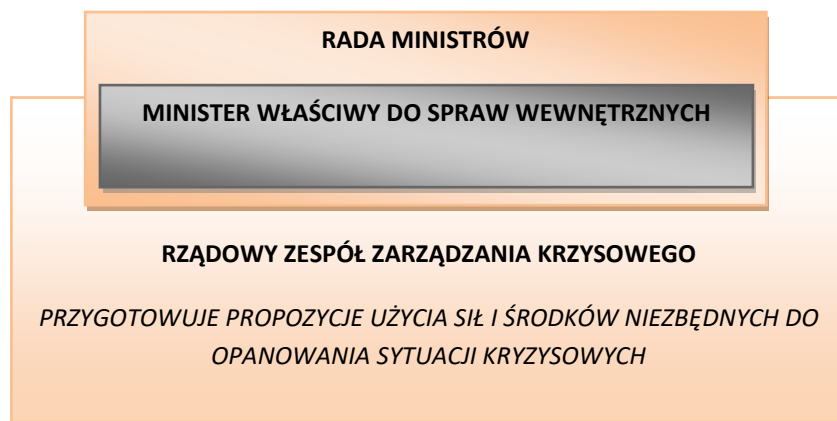 RADA MINISTRÓW
MINISTER WŁAŚCIWY DO SPRAW WEWNĘTRZNYCH
RZĄDOWY ZESPÓŁ ZARZĄDZANIA KRZYSOWEGO
PRZYGOTOWUJE PROPOZYCJE UŻYCIA SIŁ I ŚRODKÓW NIEZBĘDNYCH DO
OPANOWANIA SYTUACJI KRYZYSOWYCH